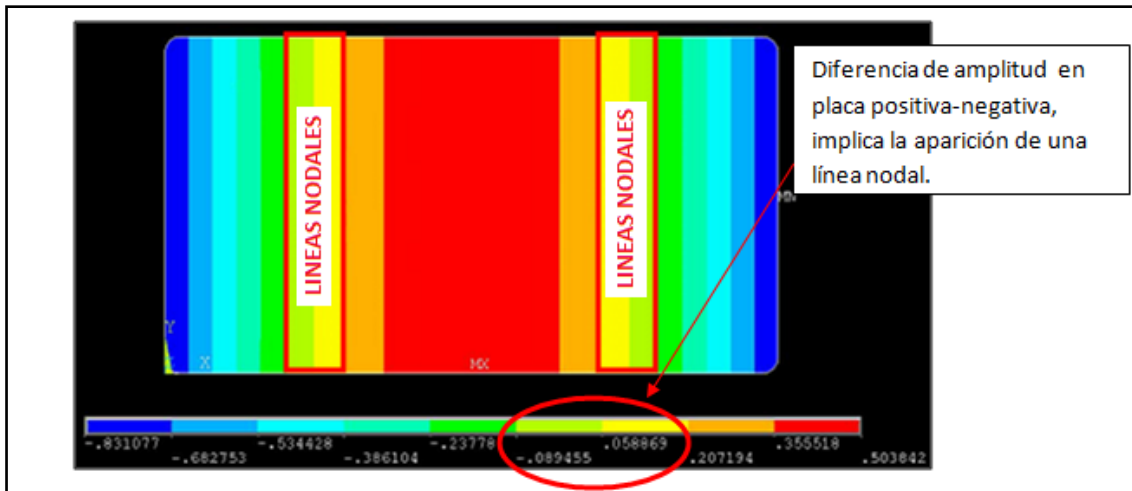 LINEAS NODALES
LINEAS NODALES
Diferencia de amplitud en
placa positiva-negativa,
implica la aparición de una
línea nodal.
MN
Y
X
MX
-.831077
-.682753
-.534428
-.386104
-.23778
-.089455
.058869
.207194
.355518
.503842